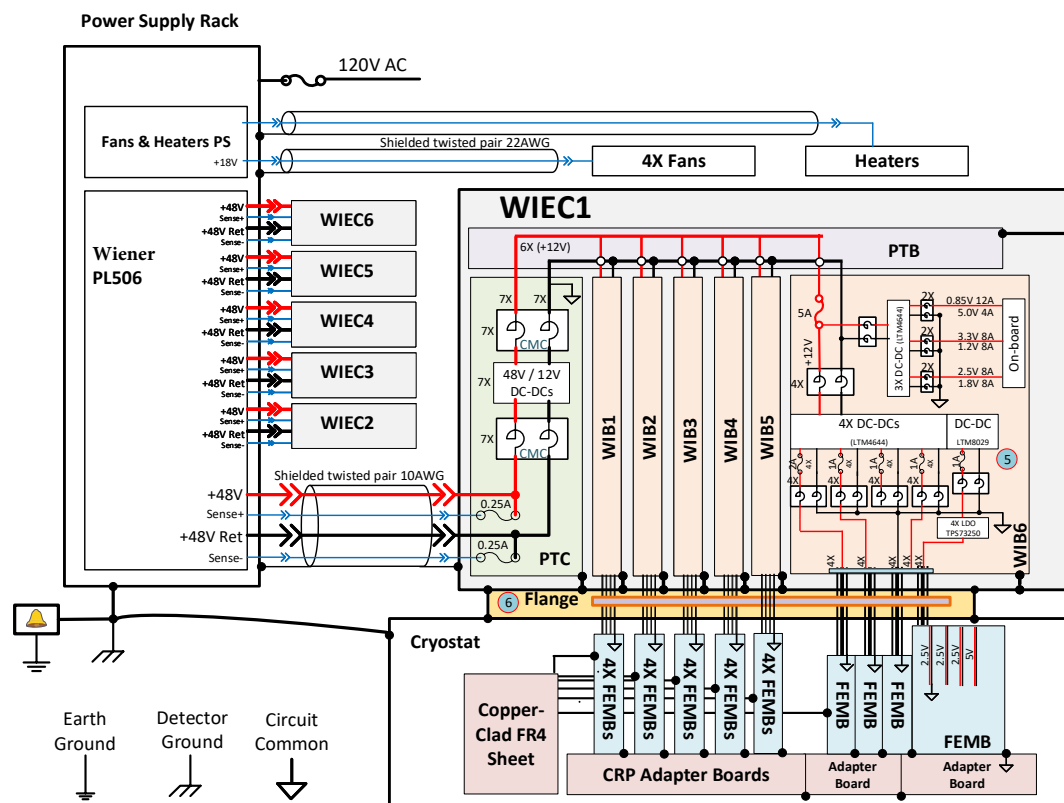 Power Supply Rack
120V AC
Fans & Heaters PS
+18V
Shielded twisted pair 22AWG
4X Fans
Heaters
Wiener
PL506
+48V
Sense+
+48V Ret
Sense-
WIEC6
+48V
Sense+
+48V Ret
Sense-
WIEC5
+48V
Sense+
+48V Ret
Sense-
WIEC4
+48V
Sense+
+48V Ret
Sense-
WIEC3
+48V
Sense+
+48V Ret
Sense-
WIEC2
Shielded twisted pair 10AWG
+48V
Sense+
+48V Ret
Sense-
WIEC1
6X (+12V)
PTB
7X
7X
7X
CMC
7X
48V / 12V
DC-DCs
7X
CMC
0.25A
0.25A
PTC
WIB1
WIB2
WIB3
WIB4
WIB5
5A
+12V
4X
3X DC-DC
(LTM4644)
2X
0.85V 12A
5.0V 4A
2X
3.3V 8A
1.2V 8A
2X
2.5V 8A
1.8V 8A
On-board
4X DC-DCs
(LTM4644)
DC-DC
LTM8029
5
2A
4X
1A
4X
1A
4X
1A
4X
1A
4X
4X
4X
4X
4X LDO
TPS73250
WIB6
4X
4X
4X
4X
4X
6
Flange
Cryostat
4X FEMBs
4X FEMBs
4X FEMBs
4X FEMBs
4X FEMBs
FEMB
FEMB
FEMB
2.5V
2.5V
2.5V
5V
FEMB
Copper-
Clad FR4
Sheet
CRP Adapter Boards
Adapter
Board
Adapter
Board
Earth
Ground
Detector
Ground
Circuit
Common